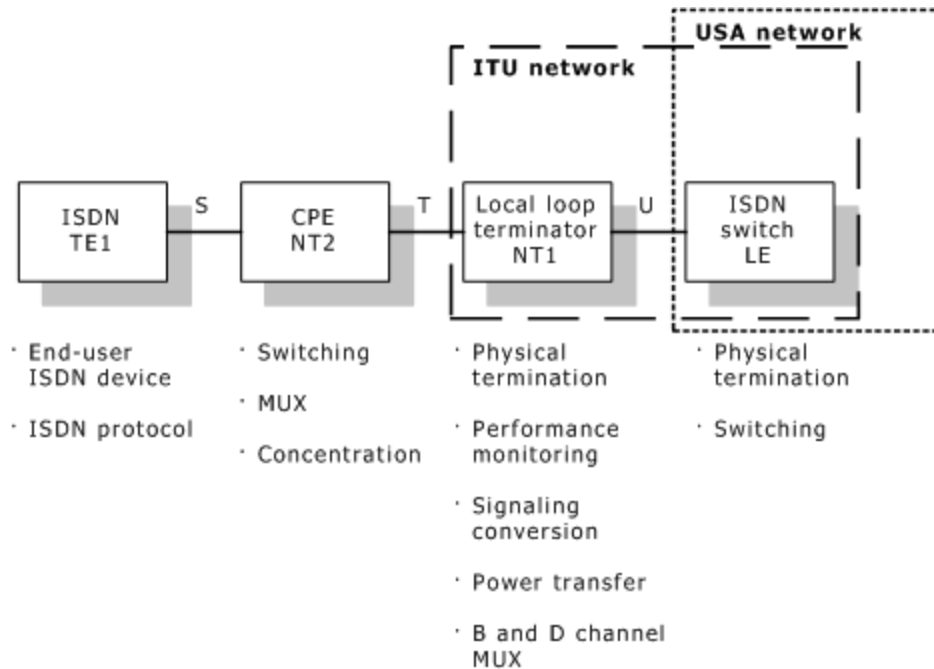 USA network
ITU network
ISDN
TE1
S
CPE
NT2
T
Local loop
terminator
NT1
U
ISDN
switch
LE
· End-user
ISDN device
· ISDN protocol
· Switching
· MUX
· Concentration
· Physical
termination
· Performance
monitoring
· Signaling
conversion
· Power transfer
· B and D channel
MUX
· Physical
termination
· Switching